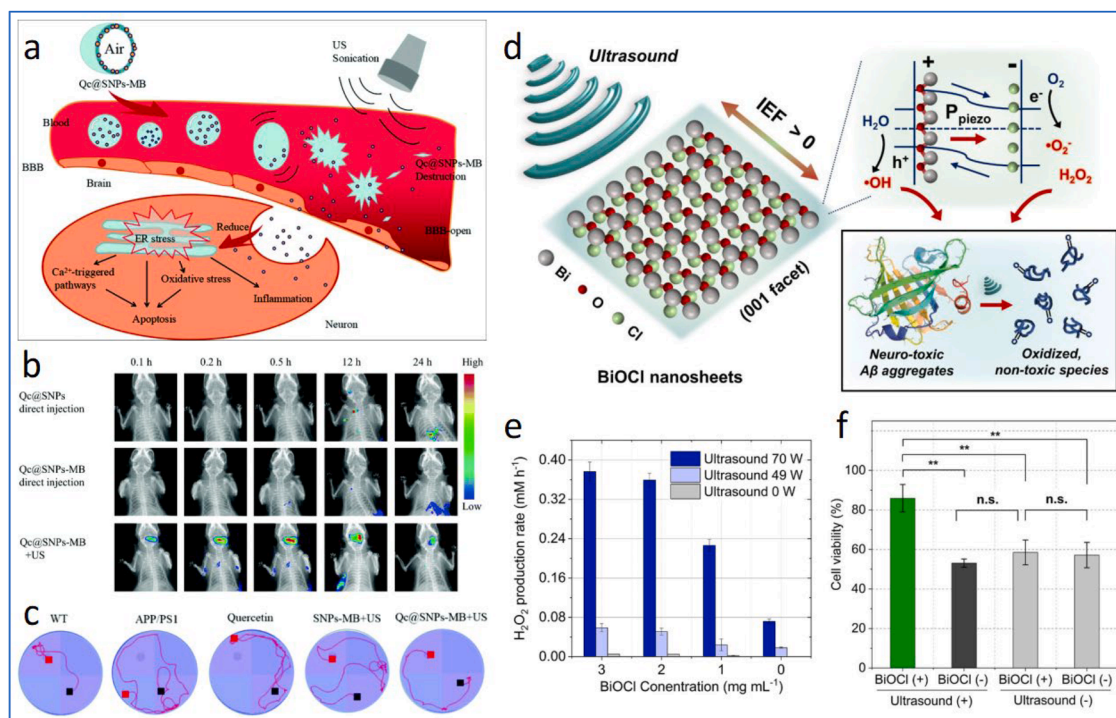 a
Air
Qc@SNPs-MB
US
Sonication
Blood
BBB
Brain
Qc@SNPs-MB
Destruction
BBB-open
Reduce
ER stress
Ca²⁺-triggered
pathways
Oxidative stress
Inflammation
Apoptosis
Neuron
b
0.1 h 0.2 h 0.5 h 12 h 24 h
High
Qc@SNPs
direct injection
Qc@SNPs-MB
direct injection
Low
Qc@SNPs-MB
+US
c
WT APP/PS1 Quercetin SNPs-MB+US Qc@SNPs-MB+US
d
Ultrasound
IEF > 0
Bi
O
Cl
(001 facet)
BiOCl nanosheets
+ -
H₂O
h⁺
•OH
P piezo
e⁻
O₂
•O₂⁻
H₂O₂
Neuro-toxic
Aβ aggregates
Oxidized,
non-toxic species
e
H₂O₂ production rate (mM h⁻¹)
0.40
0.32
0.24
0.16
0.08
0.00
Ultrasound 70 W
Ultrasound 49 W
Ultrasound 0 W
3 2 1 0
BiOCl Conentration (mg mL⁻¹)
f
Cell viability (%)
100
80
60
40
20
0
**
**
**
n.s.
n.s.
BiOCl (+) BiOCl (-) BiOCl (+) BiOCl (-)
Ultrasound (+) Ultrasound (-)